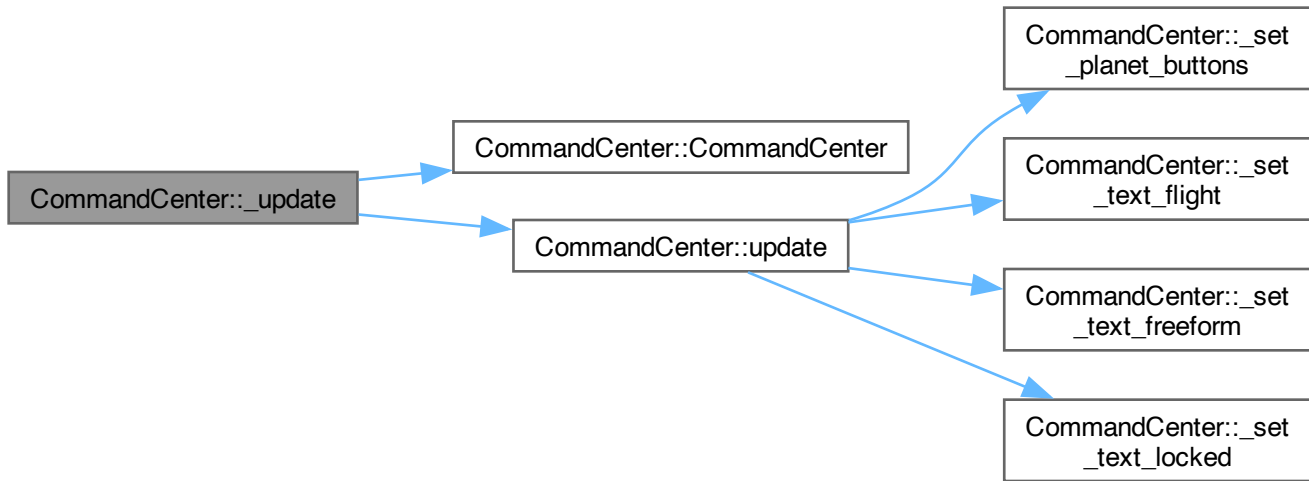 CommandCenter::_update
CommandCenter::CommandCenter
CommandCenter::update
CommandCenter::_set
_planet_buttons
CommandCenter::_set
_text_flight
CommandCenter::_set
_text_freeform
CommandCenter::_set
_text_locked